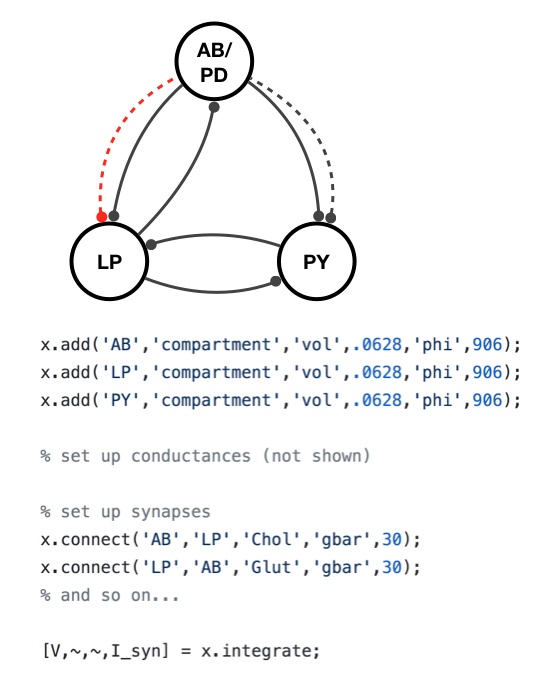 AB/
PD
LP
PY
x.add('AB','compartment','vol',.0628,'phi',906);
x.add('LP','compartment','vol',.0628,'phi',906);
x.add('PY','compartment','vol',.0628,'phi',906);
% set up conductances (not shown)
% set up synapses
x.connect('AB','LP','Chol','gbar',30);
x.connect('LP','AB','Glut','gbar',30);
% and so on...
[V,~,~,I_syn] = x.integrate;